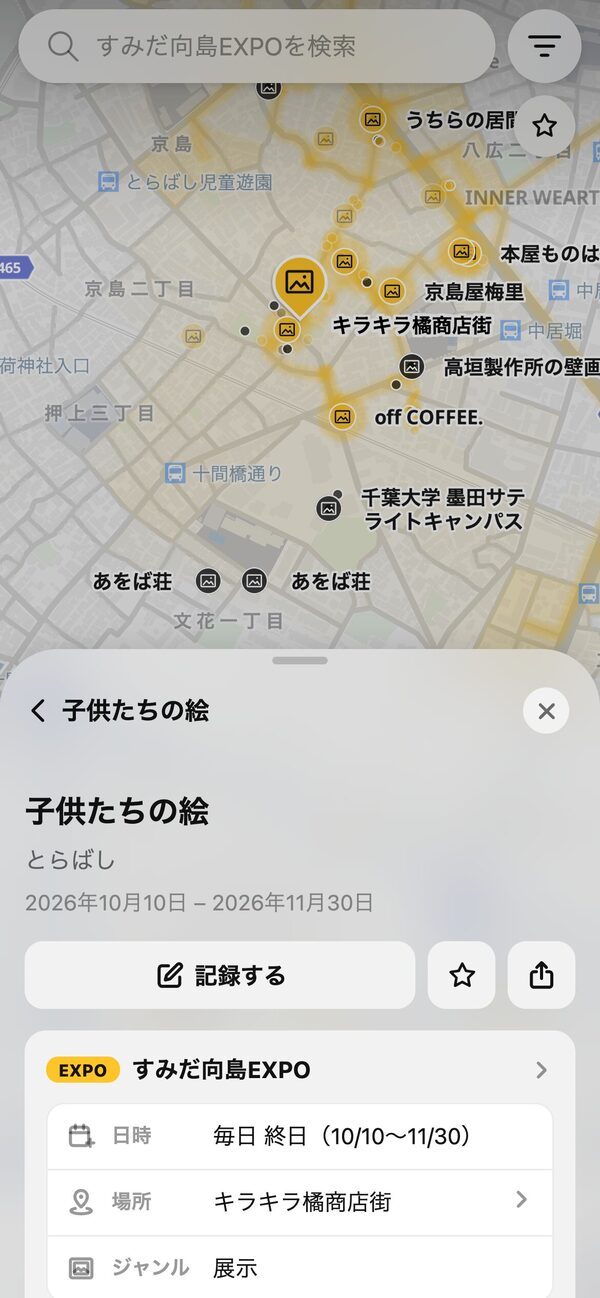 すみだ向島EXPOを検索
うちらの居間
京島
八広二丁目
とらばし児童遊園
INNER WEART
465
本屋ものは
京島二丁目
京島屋梅里
キラキラ橘商店街
中居堀
荷神社入口
高垣製作所の壁画
押上三丁目
off COFFEE.
十間橋通り
千葉大学 墨田サテ
ライトキャンパス
あをば荘
あをば荘
文花一丁目
子供たちの絵
子供たちの絵
とらばし
2026年10月10日 – 2026年11月30日
記録する
EXPO すみだ向島EXPO
日時 毎日 終日（10/10〜11/30）
場所 キラキラ橘商店街
ジャンル 展示